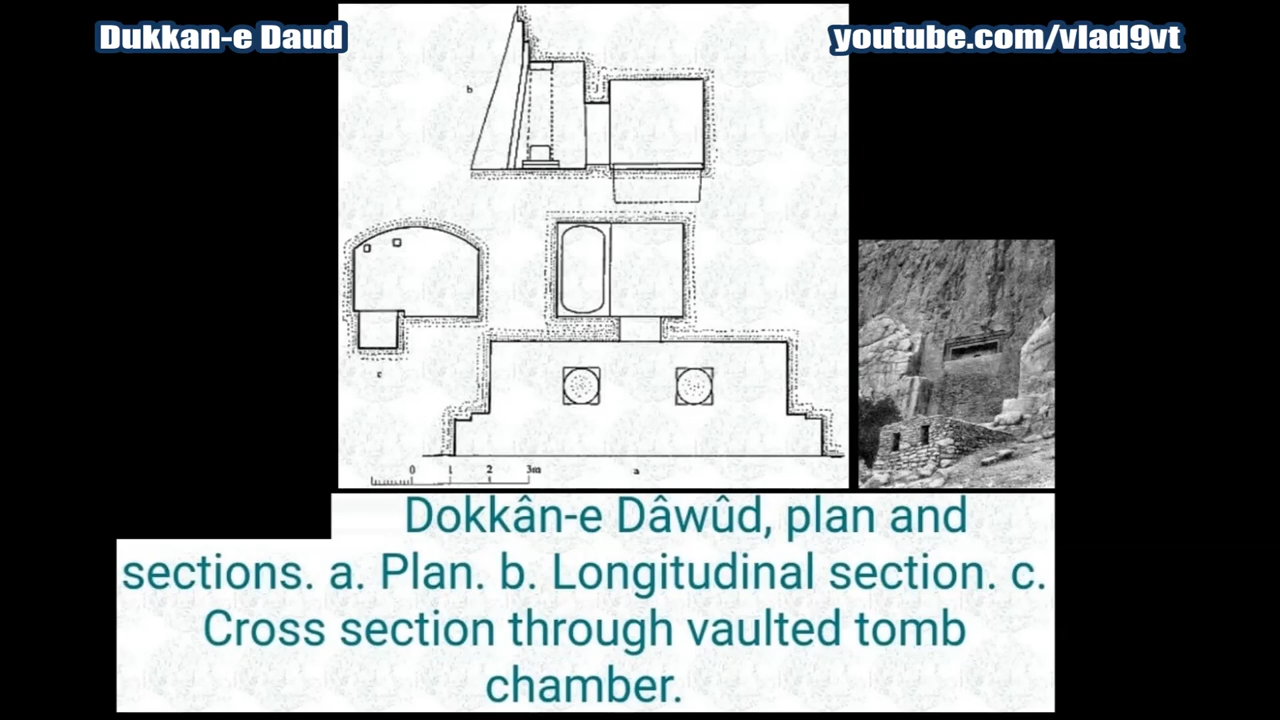 Dukkan-e Daud
youtube.com/vlad9vt
b
c
0 1 2 3m
a
Dokkân-e Dâwûd, plan and
sections. a. Plan. b. Longitudinal section. c.
Cross section through vaulted tomb
chamber.